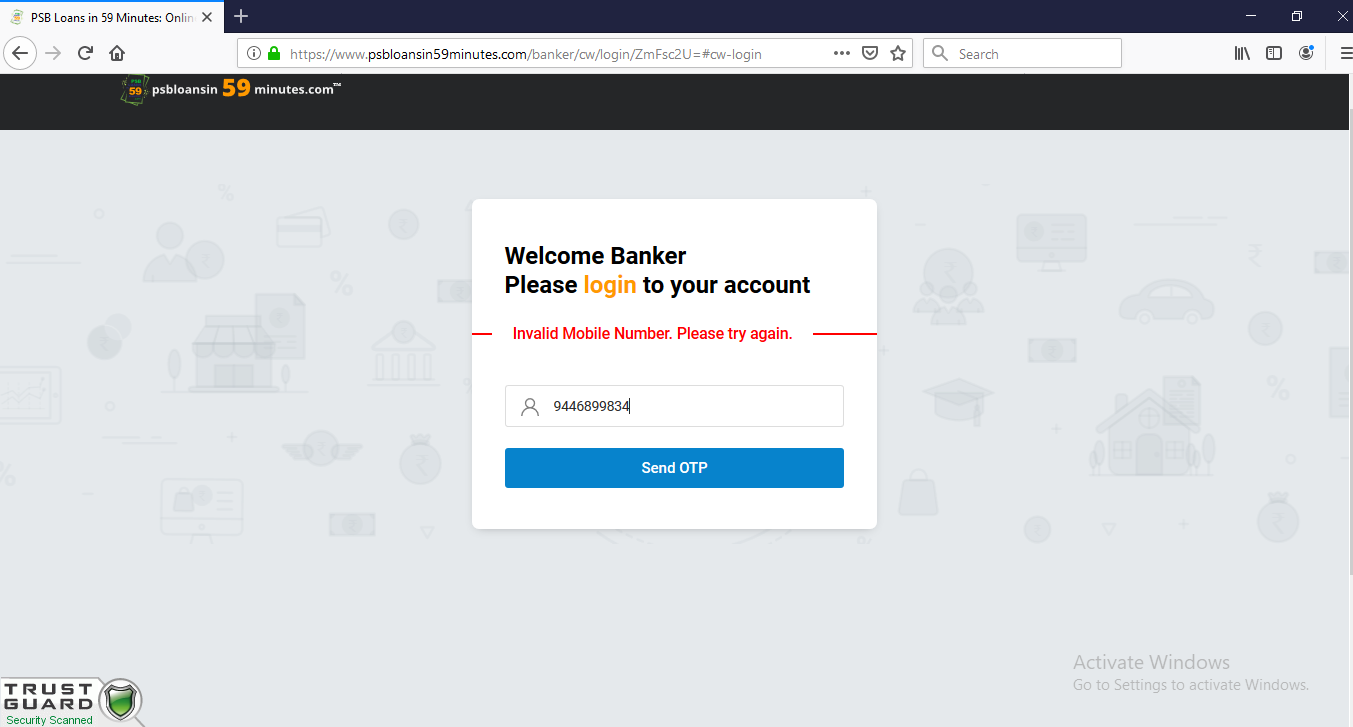 PSB Loans in 59 Minutes: Onlin
https://www.psbloansin59minutes.com/banker/cw/login/ZmFsc2U=#cw-login
Search
PSB
59
psbloansin 59 minutes.com™
Welcome Banker
Please login to your account
Invalid Mobile Number. Please try again.
9446899834
Send OTP
Activate Windows
Go to Settings to activate Windows.
TRUST
GUARD
Security Scanned